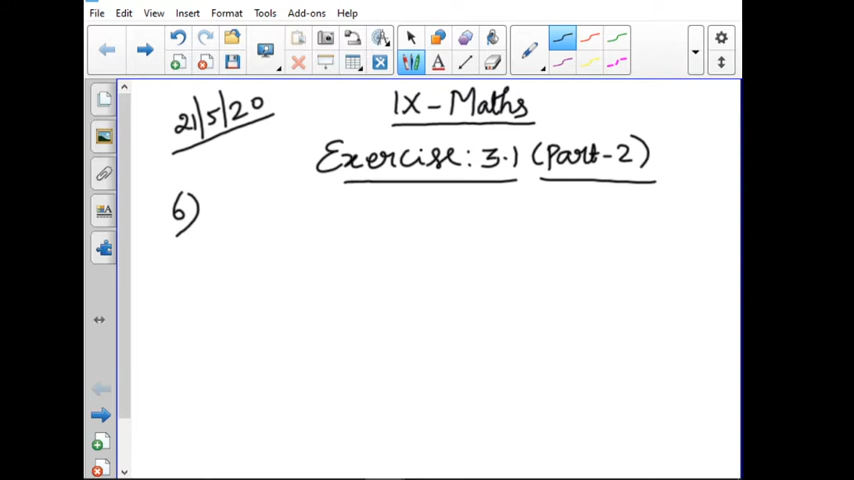 File Edit View Insert Format Tools Add-ons Help
21/5/20
IX - Maths
Exercise: 3.1 (Part-2)
6)